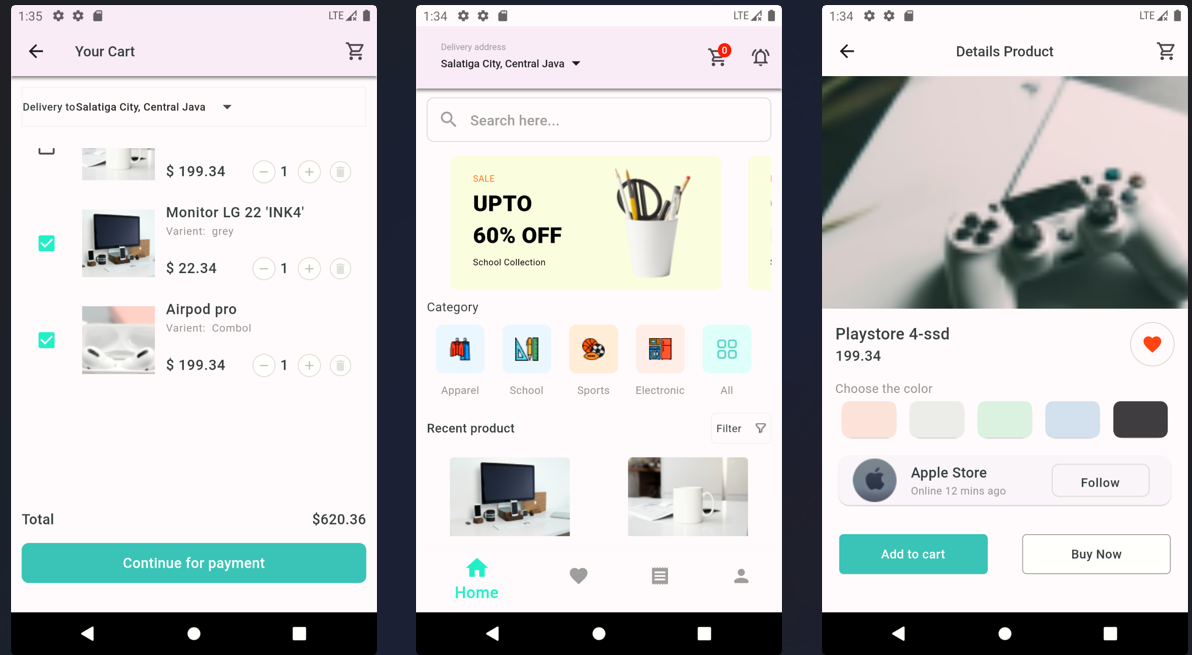 1:35
LTE
Your Cart
Delivery to Salatiga City, Central Java
$ 199.34
1
Monitor LG 22 'INK4'
Varient: grey
$ 22.34
1
Airpod pro
Varient: Combol
$ 199.34
1
Total
$620.36
Continue for payment
1:34
LTE
Delivery address
Salatiga City, Central Java
0
Search here...
SALE
UPTO
60% OFF
School Collection
Category
Apparel
School
Sports
Electronic
All
Recent product
Filter
Home
1:34
LTE
Details Product
Playstore 4-ssd
199.34
Choose the color
Apple Store
Online 12 mins ago
Follow
Add to cart
Buy Now